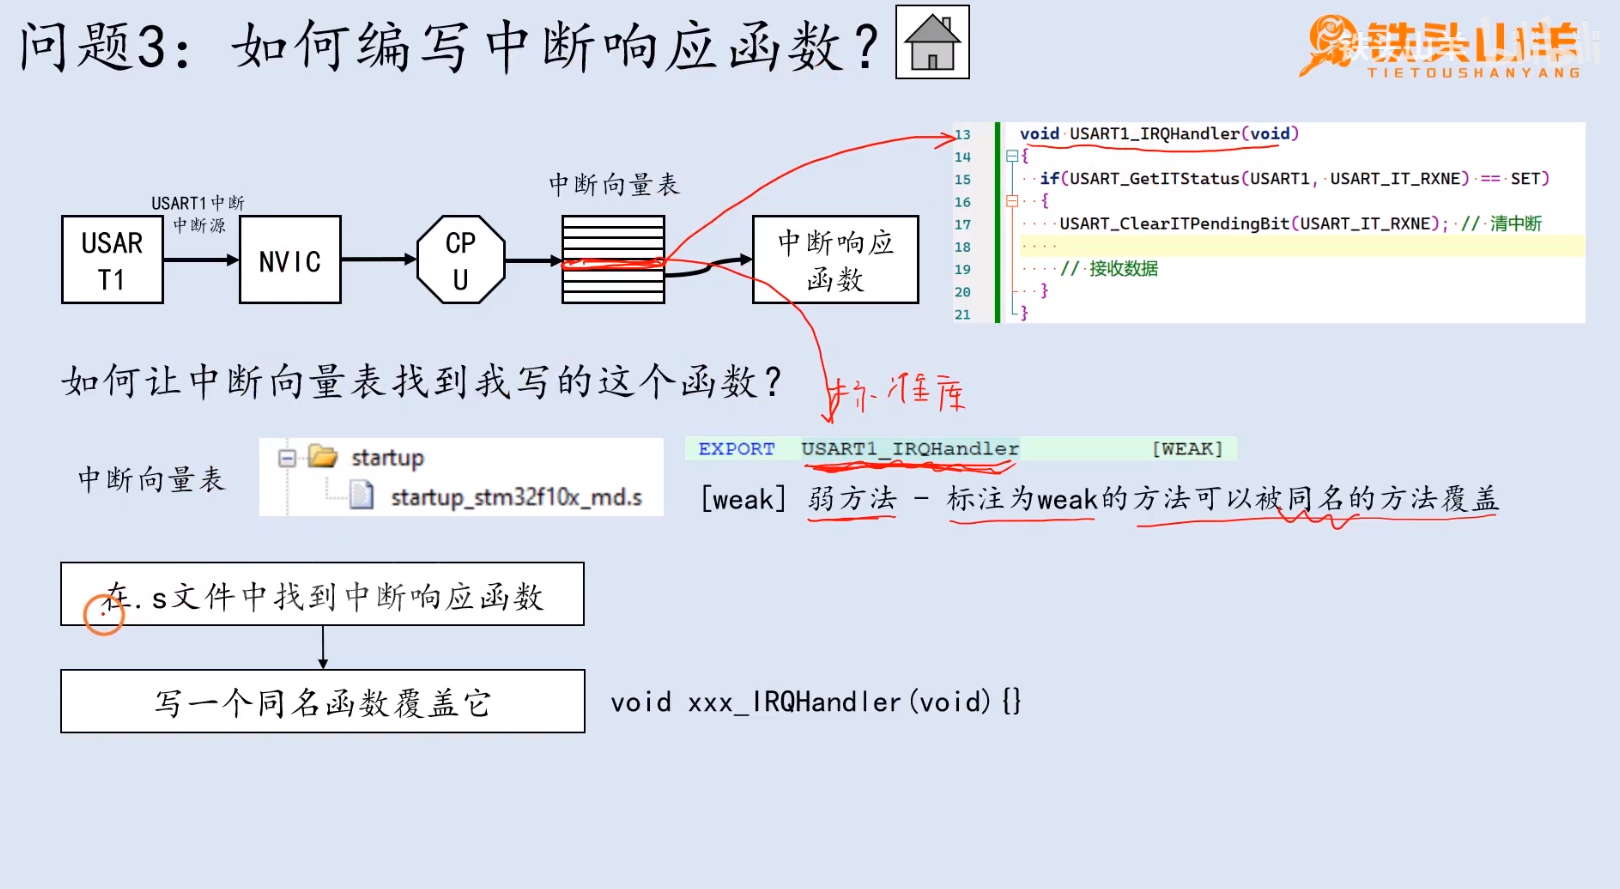 问题3：如何编写中断响应函数？
铁头山羊
TIETOUSHANYANG
USART1中断
中断源
USAR
T1
NVIC
CP
U
中断向量表
中断响应
函数
13 void USART1_IRQHandler(void)
14 {
15 if(USART_GetITStatus(USART1, USART_IT_RXNE) == SET)
16 {
17 USART_ClearITPendingBit(USART_IT_RXNE); // 清中断
18
19 // 接收数据
20 }
21 }
如何让中断向量表找到我写的这个函数？
标准库
中断向量表
startup
startup_stm32f10x_md.s
EXPORT USART1_IRQHandler [WEAK]
[weak] 弱方法 - 标注为weak的方法可以被同名的方法覆盖
在.s文件中找到中断响应函数
写一个同名函数覆盖它
void xxx_IRQHandler(void){}